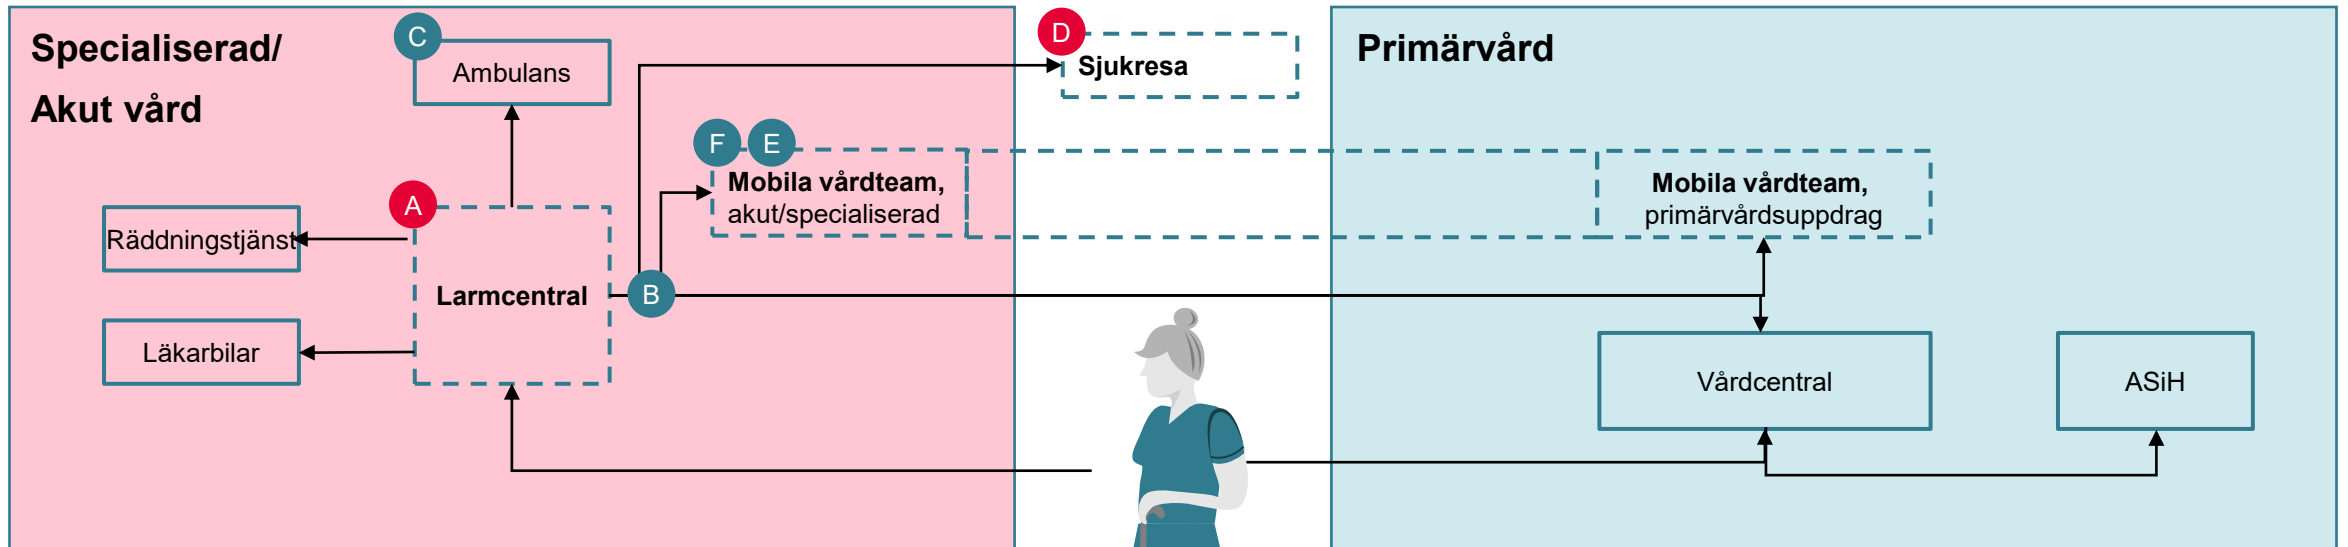 Specialiserad/
Akut vård
C
Ambulans
D
Sjukresa
Primärvård
F
E
Mobila vårdteam,
akut/specialiserad
Mobila vårdteam,
primärvårdsuppdrag
A
Räddningstjänst
Larmcentral
B
Läkarbilar
Vårdcentral
ASiH